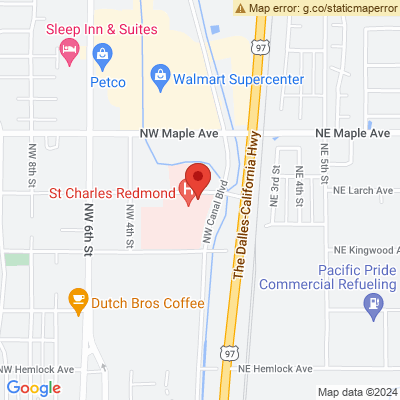 Map error: g.co/staticmaperror
Sleep Inn & Suites
97
Petco
Walmart Supercenter
NW Maple Ave
NE Maple Ave
NW 8th St
NE 5th St
St Charles Redmond
H
NE Larch Ave
NE 3rd St
NE 4th St
NW 6th St
NW 4th St
NW Canal Blvd
The Dalles-California Hwy
NE Kingwood A
Pacific Pride
Commercial Refueling
Dutch Bros Coffee
97
NW Hemlock Ave
NE Hemlock Ave
Google
Map data ©2024